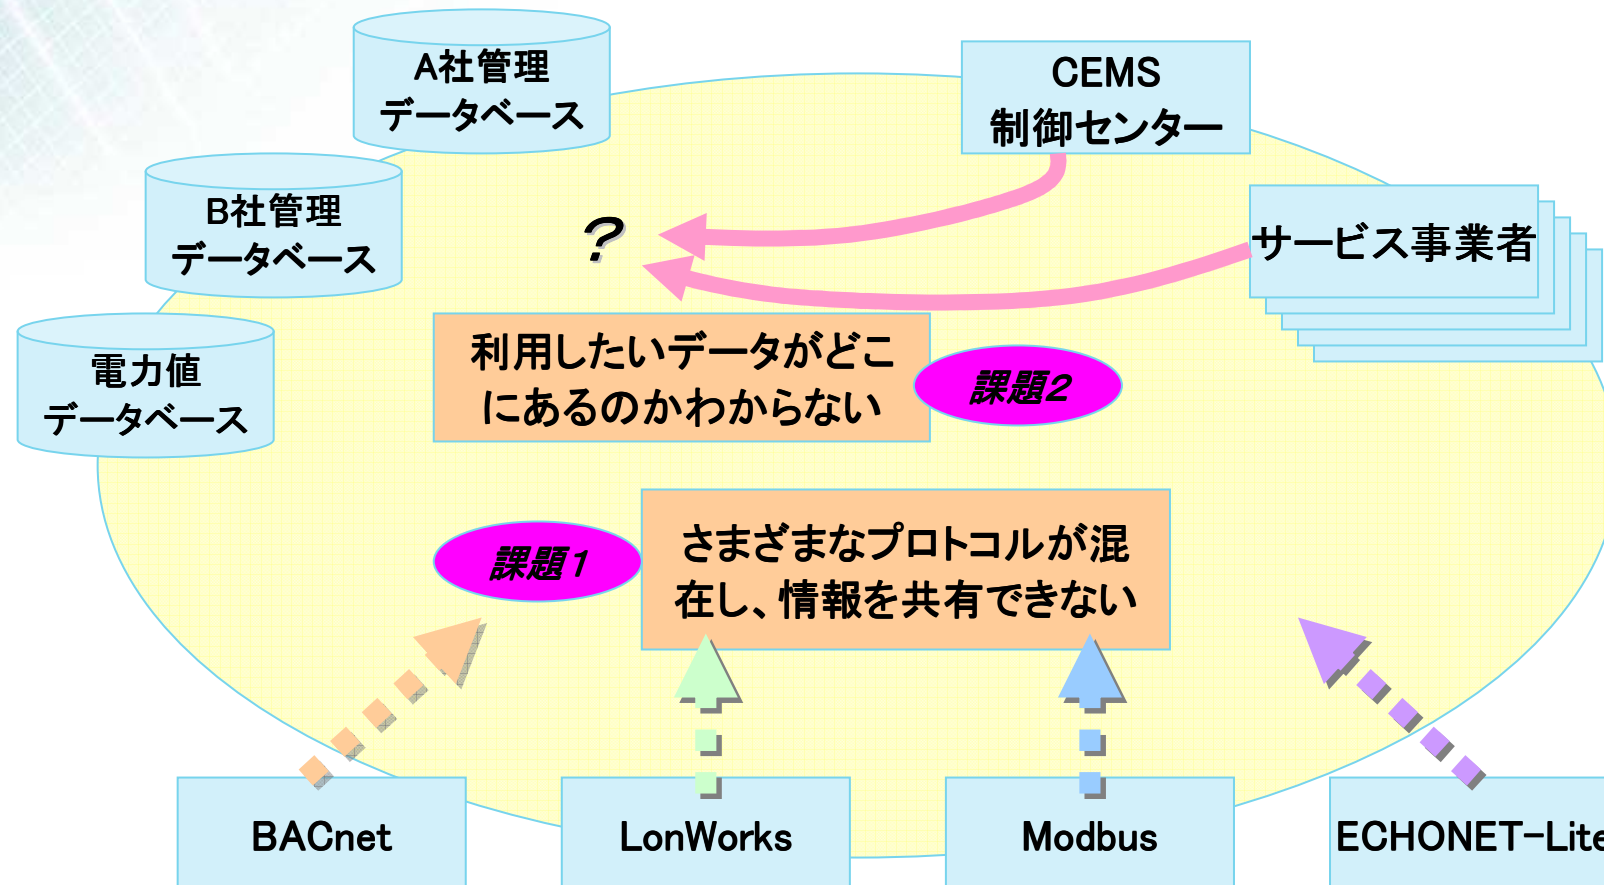 A社管理
データベース
CEMS
制御センター
B社管理
データベース
?
サービス事業者
電力値
データベース
利用したいデータがどこ
にあるのかわからない
課題2
課題1
さまざまなプロトコルが混
在し、情報を共有できない
BACnet
LonWorks
Modbus
ECHONET-Lite